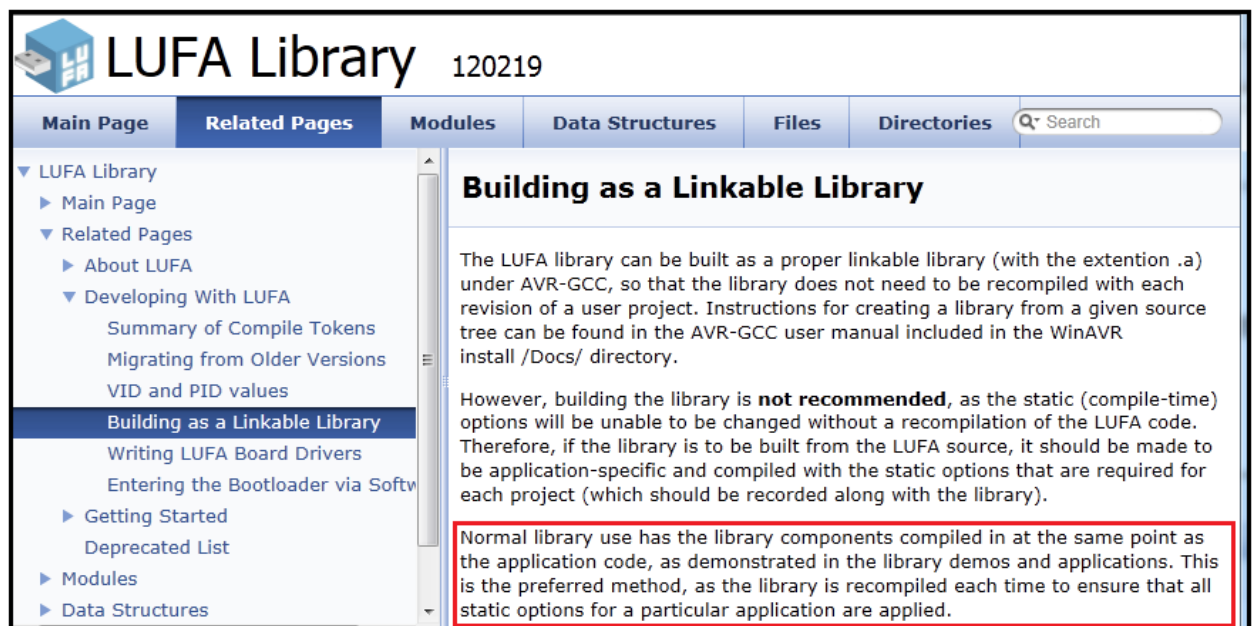 LUFA Library 120219
Main Page Related Pages Modules Data Structures Files Directories Search
LUFA Library
Main Page
Related Pages
About LUFA
Developing With LUFA
Summary of Compile Tokens
Migrating from Older Versions
VID and PID values
Building as a Linkable Library
Writing LUFA Board Drivers
Entering the Bootloader via Softw
Getting Started
Deprecated List
Modules
Data Structures
Building as a Linkable Library
The LUFA library can be built as a proper linkable library (with the extention .a)
under AVR-GCC, so that the library does not need to be recompiled with each
revision of a user project. Instructions for creating a library from a given source
tree can be found in the AVR-GCC user manual included in the WinAVR
install /Docs/ directory.
However, building the library is not recommended, as the static (compile-time)
options will be unable to be changed without a recompilation of the LUFA code.
Therefore, if the library is to be built from the LUFA source, it should be made to
be application-specific and compiled with the static options that are required for
each project (which should be recorded along with the library).
Normal library use has the library components compiled in at the same point as
the application code, as demonstrated in the library demos and applications. This
is the preferred method, as the library is recompiled each time to ensure that all
static options for a particular application are applied.